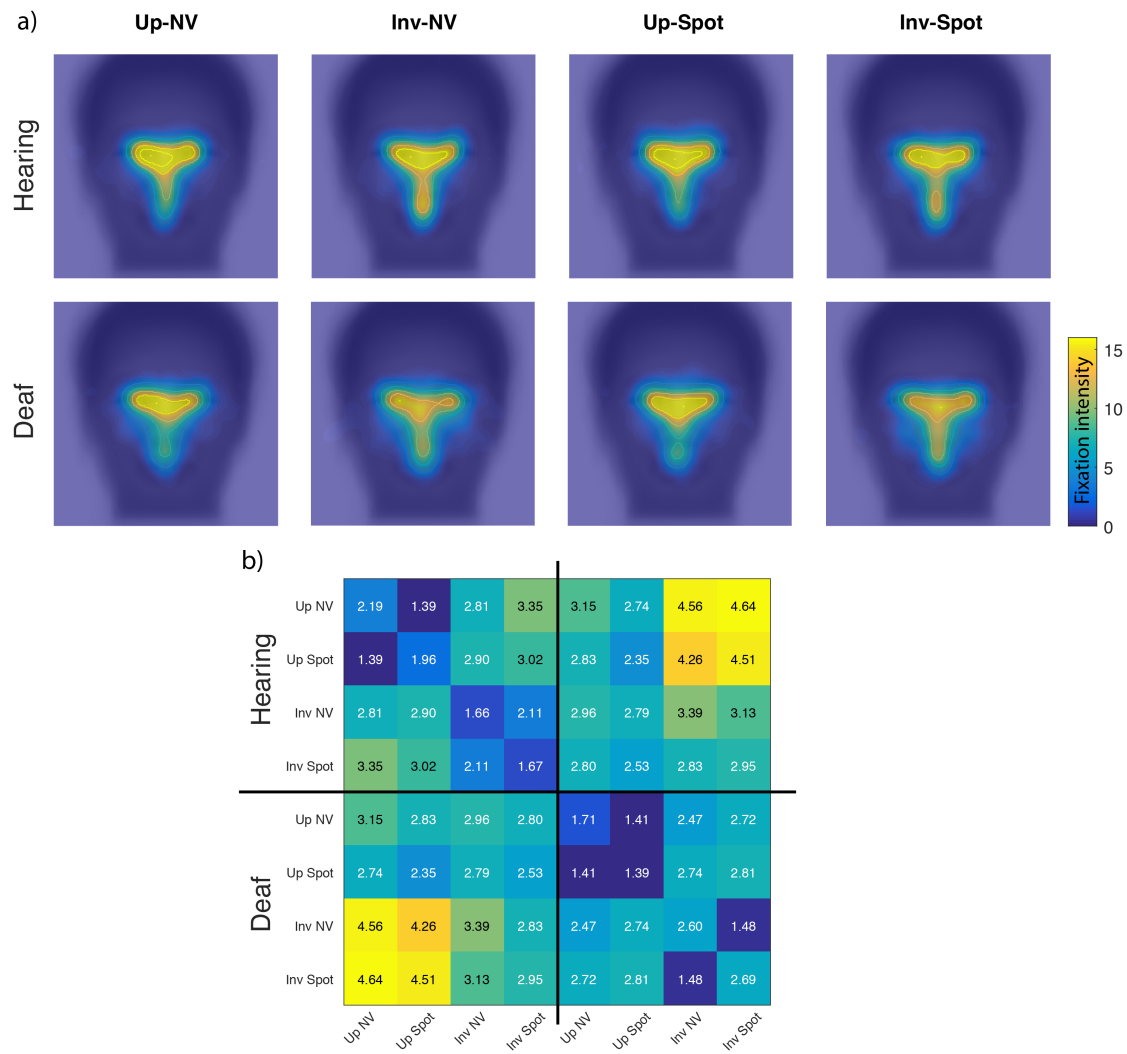 a)
Up-NV Inv-NV Up-Spot Inv-Spot
Hearing
Deaf
15
10
5
0
Fixation intensity
b)
Hearing
Up NV 2.19 1.39 2.81 3.35 3.15 2.74 4.56 4.64
Up Spot 1.39 1.96 2.90 3.02 2.83 2.35 4.26 4.51
Inv NV 2.81 2.90 1.66 2.11 2.96 2.79 3.39 3.13
Inv Spot 3.35 3.02 2.11 1.67 2.80 2.53 2.83 2.95
Deaf
Up NV 3.15 2.83 2.96 2.80 1.71 1.41 2.47 2.72
Up Spot 2.74 2.35 2.79 2.53 1.41 1.39 2.74 2.81
Inv NV 4.56 4.26 3.39 2.83 2.47 2.74 2.60 1.48
Inv Spot 4.64 4.51 3.13 2.95 2.72 2.81 1.48 2.69
Up NV Up Spot Inv NV Inv Spot Up NV Up Spot Inv NV Inv Spot